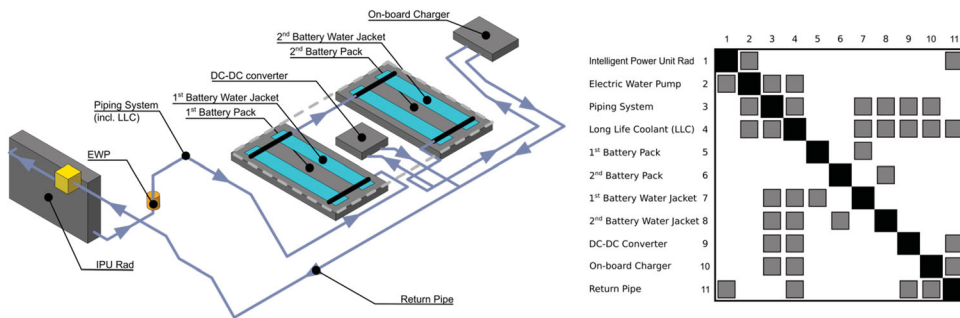 On-board Charger
2nd Battery Water Jacket
2nd Battery Pack
DC-DC converter
1st Battery Water Jacket
1st Battery Pack
Piping System
(incl. LLC)
EWP
IPU Rad
Return Pipe
1 2 3 4 5 6 7 8 9 10 11
Intelligent Power Unit Rad 1
Electric Water Pump 2
Piping System 3
Long Life Coolant (LLC) 4
1st Battery Pack 5
2nd Battery Pack 6
1st Battery Water Jacket 7
2nd Battery Water Jacket 8
DC-DC Converter 9
On-board Charger 10
Return Pipe 11